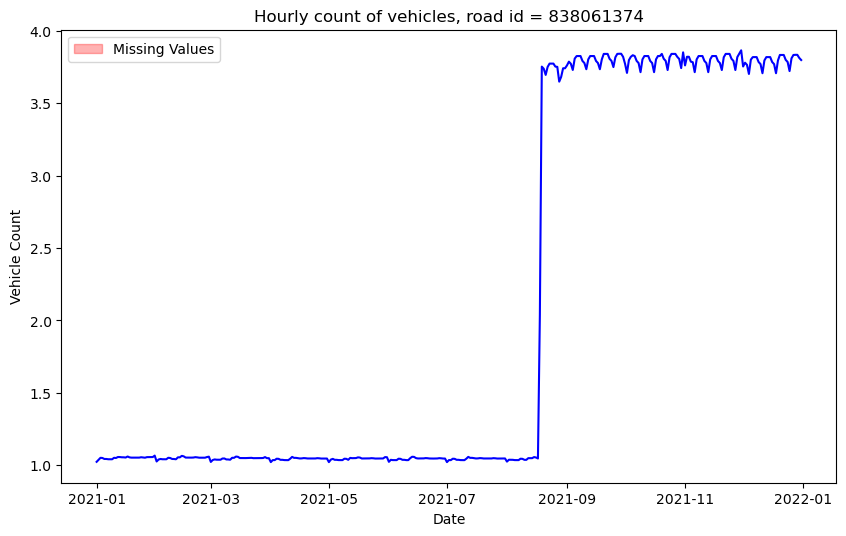 Hourly count of vehicles, road id = 838061374
Missing Values
Vehicle Count
4.0
3.5
3.0
2.5
2.0
1.5
1.0
2021-01 2021-03 2021-05 2021-07 2021-09 2021-11 2022-01
Date